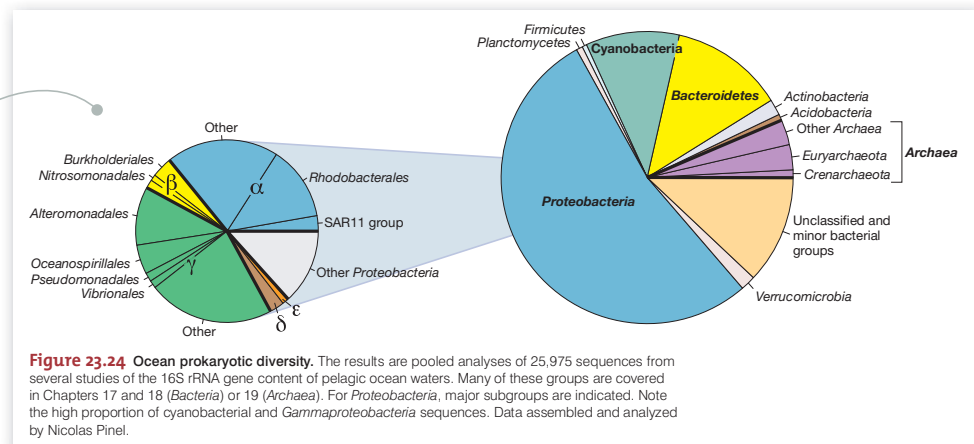 Other
Burkholderiales
Nitrosomonadales
β
α
Rhodobacterales
Alteromonadales
SAR11 group
Oceanospirillales
γ
Other Proteobacteria
Pseudomonadales
Vibrionales
Other
δ
ε
Firmicutes
Planctomycetes
Cyanobacteria
Bacteroidetes
Actinobacteria
Acidobacteria
Other Archaea
Euryarchaeota
Archaea
Crenarchaeota
Proteobacteria
Unclassified and
minor bacterial
groups
Verrucomicrobia
Figure 23.24 Ocean prokaryotic diversity. The results are pooled analyses of 25,975 sequences from
several studies of the 16S rRNA gene content of pelagic ocean waters. Many of these groups are covered
in Chapters 17 and 18 (Bacteria) or 19 (Archaea). For Proteobacteria, major subgroups are indicated. Note
the high proportion of cyanobacterial and Gammaproteobacteria sequences. Data assembled and analyzed
by Nicolas Pinel.